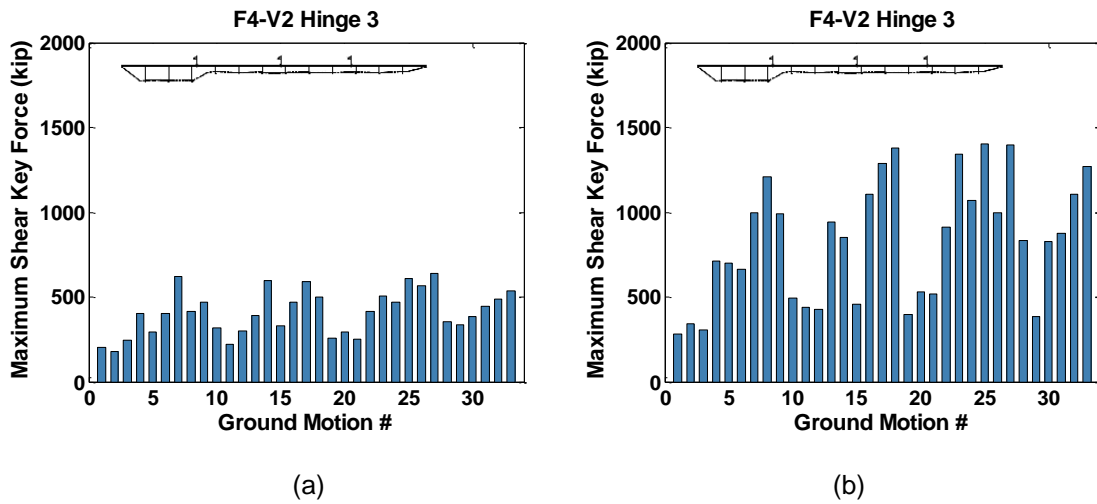 F4-V2 Hinge 3
2000
1500
1000
500
0
Maximum Shear Key Force (kip)
0 5 10 15 20 25 30
Ground Motion #
(a)
F4-V2 Hinge 3
2000
1500
1000
500
0
Maximum Shear Key Force (kip)
0 5 10 15 20 25 30
Ground Motion #
(b)